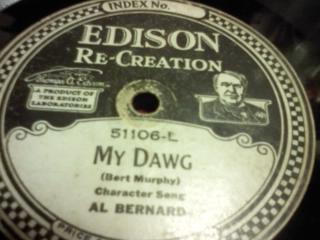 INDEX No.
EDISON
RE-CREATION
Thomas A Edison
A PRODUCT OF
THE EDISON
LABORATORIES
51106-L
MY DAWG
(Bert Murphy)
Character Song
AL BERNARD
PRICE